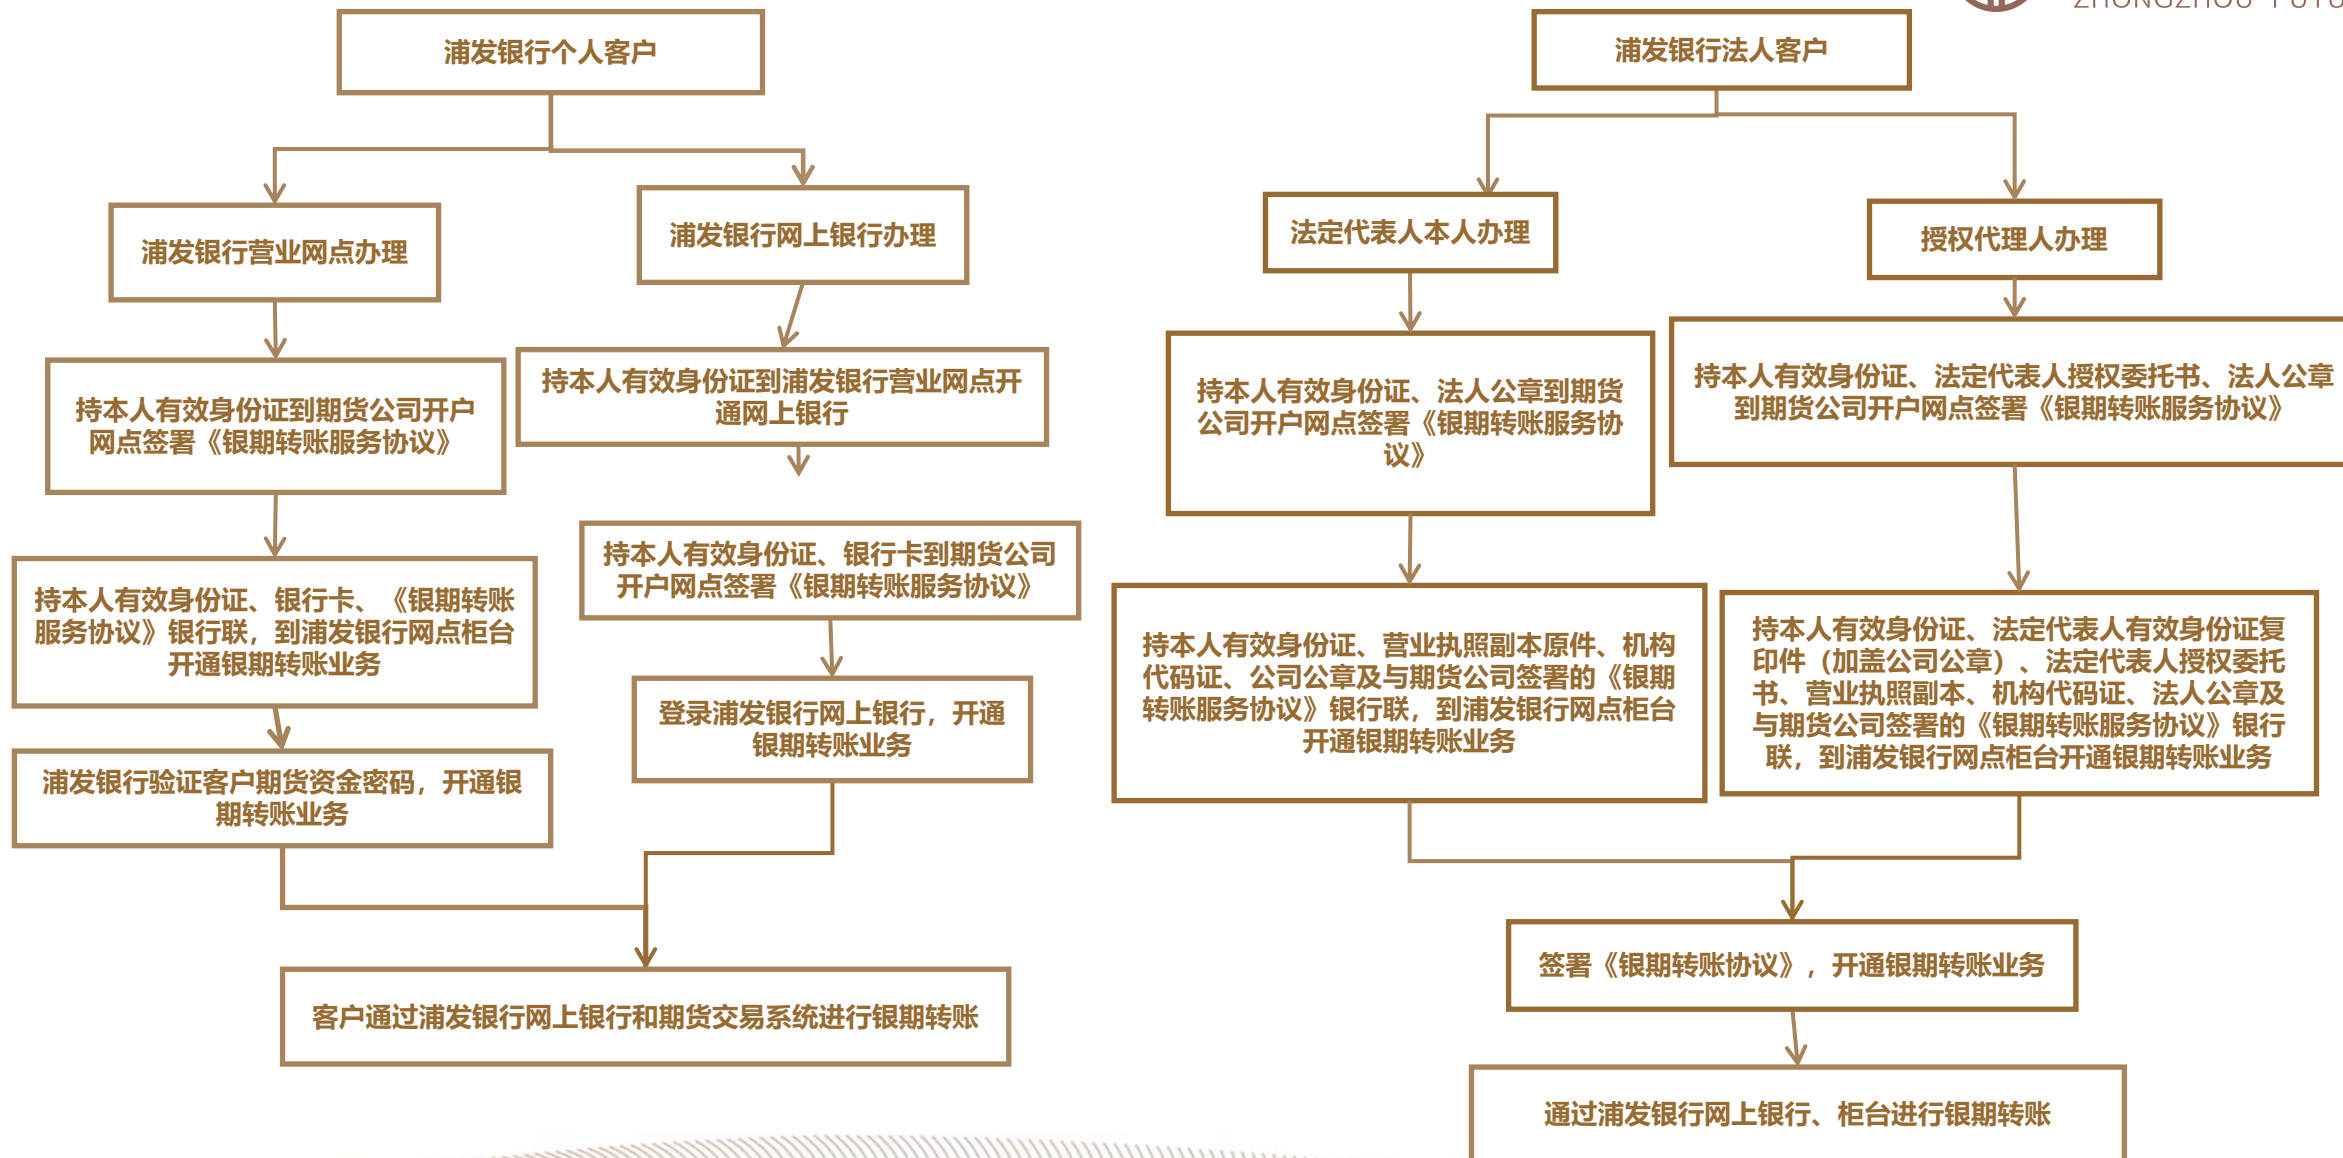 ZHONGZHOU FUTU
浦发银行个人客户
浦发银行营业网点办理
浦发银行网上银行办理
持本人有效身份证到期货公司开户
网点签署《银期转账服务协议》
持本人有效身份证到浦发银行营业网点开
通网上银行
持本人有效身份证、银行卡、《银期转账
服务协议》银行联，到浦发银行网点柜台
开通银期转账业务
持本人有效身份证、银行卡到期货公司
开户网点签署《银期转账服务协议》
浦发银行验证客户期货资金密码，开通银
期转账业务
登录浦发银行网上银行，开通
银期转账业务
客户通过浦发银行网上银行和期货交易系统进行银期转账
浦发银行法人客户
法定代表人本人办理
授权代理人办理
持本人有效身份证、法人公章到期货
公司开户网点签署《银期转账服务协
议》
持本人有效身份证、法定代表人授权委托书、法人公章
到期货公司开户网点签署《银期转账服务协议》
持本人有效身份证、营业执照副本原件、机构
代码证、公司公章及与期货公司签署的《银期
转账服务协议》银行联，到浦发银行网点柜台
开通银期转账业务
持本人有效身份证、法定代表人有效身份证复
印件（加盖公司公章）、法定代表人授权委托
书、营业执照副本、机构代码证、法人公章及
与期货公司签署的《银期转账服务协议》银行
联，到浦发银行网点柜台开通银期转账业务
签署《银期转账协议》，开通银期转账业务
通过浦发银行网上银行、柜台进行银期转账